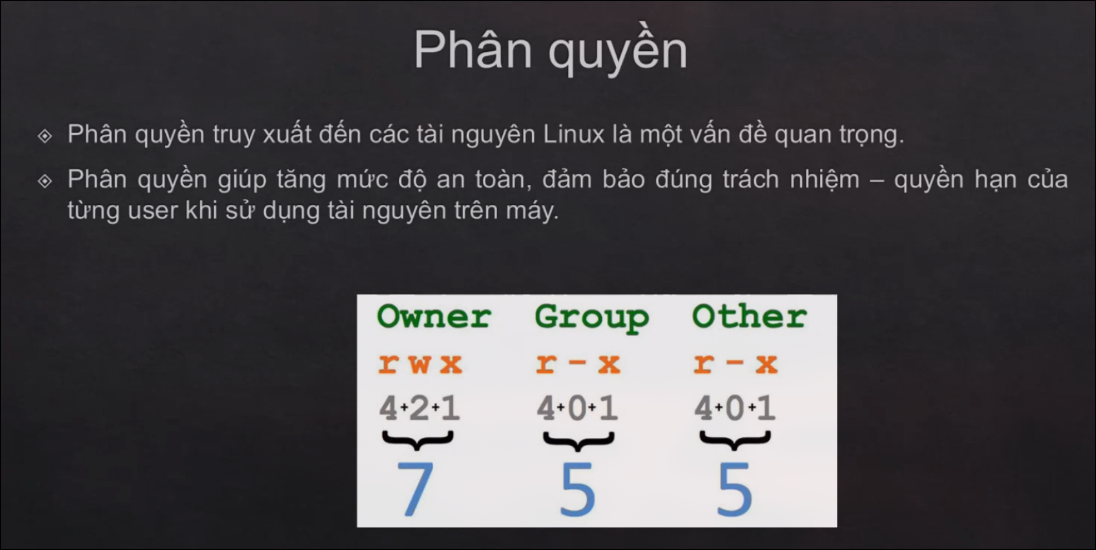 Phân quyền
Phân quyền truy xuất đến các tài nguyên Linux là một vấn đề quan trọng.
Phân quyền giúp tăng mức độ an toàn, đảm bảo đúng trách nhiệm – quyền hạn của
từng user khi sử dụng tài nguyên trên máy.
Owner Group Other
rwx r-x r-x
4+2+1 4+0+1 4+0+1
7 5 5